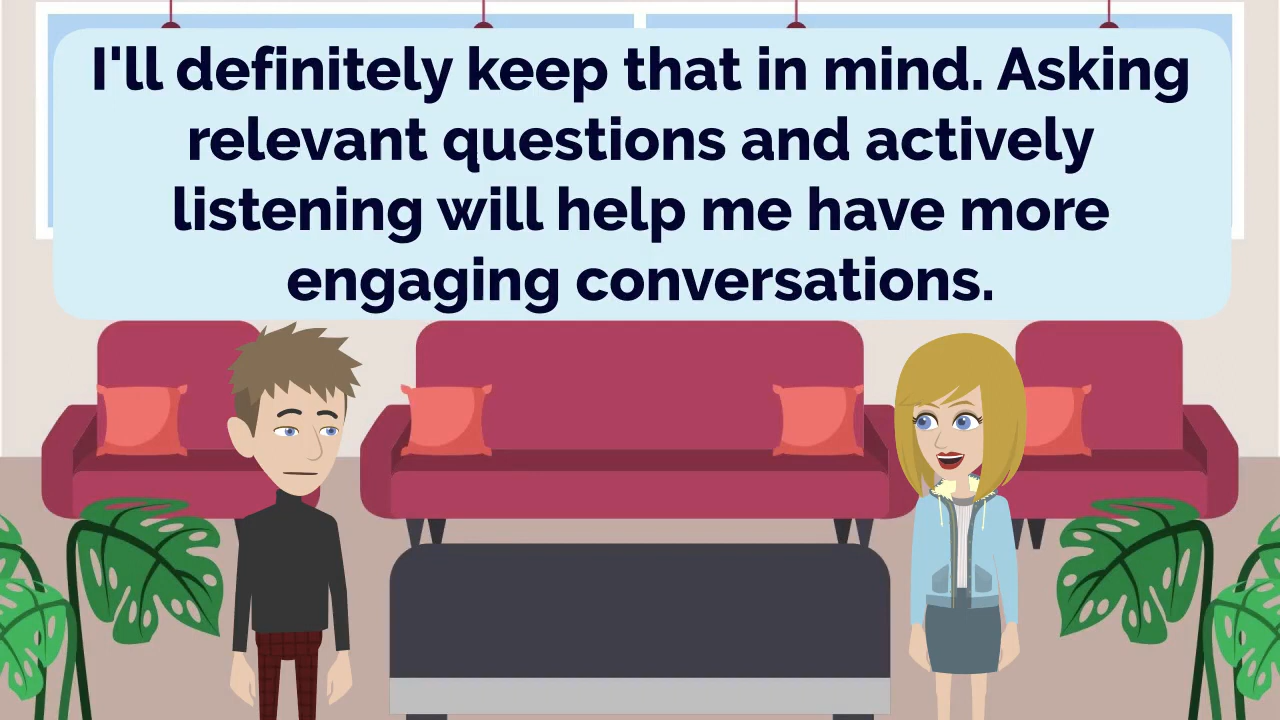 I'll definitely keep that in mind. Asking
relevant questions and actively
listening will help me have more
engaging conversations.